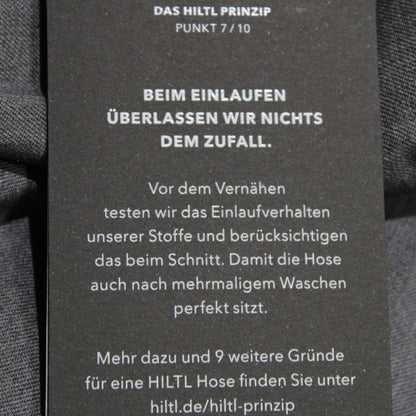 DAS HILTL PRINZIP
PUNKT 7 / 10
BEIM EINLAUFEN
ÜBERLASSEN WIR NICHTS
DEM ZUFALL.
Vor dem Vernähen
testen wir das Einlaufverhalten
unserer Stoffe und berücksichtigen
das beim Schnitt. Damit die Hose
auch nach mehrmaligem Waschen
perfekt sitzt.
Mehr dazu und 9 weitere Gründe
für eine HILTL Hose finden Sie unter
hiltl.de/hiltl-prinzip